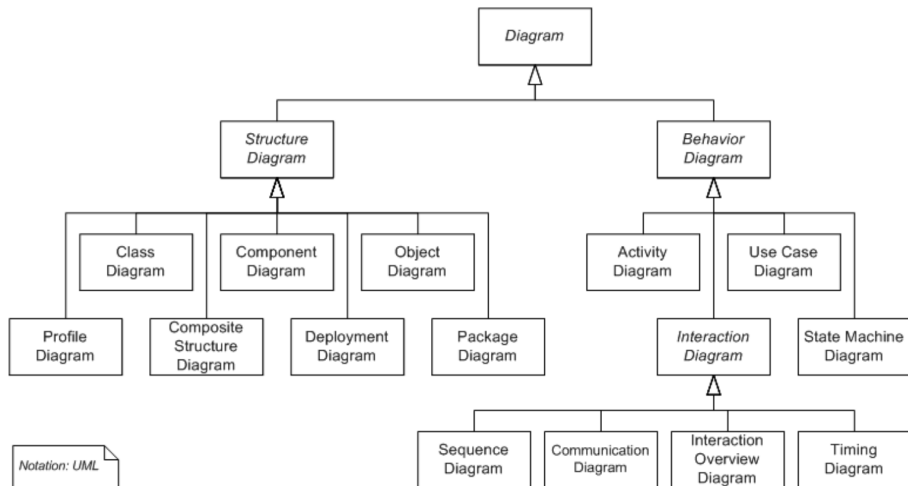 Diagram
Structure
Diagram
Behavior
Diagram
Class
Diagram
Component
Diagram
Object
Diagram
Activity
Diagram
Use Case
Diagram
Profile
Diagram
Composite
Structure
Diagram
Deployment
Diagram
Package
Diagram
Interaction
Diagram
State Machine
Diagram
Sequence
Diagram
Communication
Diagram
Interaction
Overview
Diagram
Timing
Diagram
Notation: UML